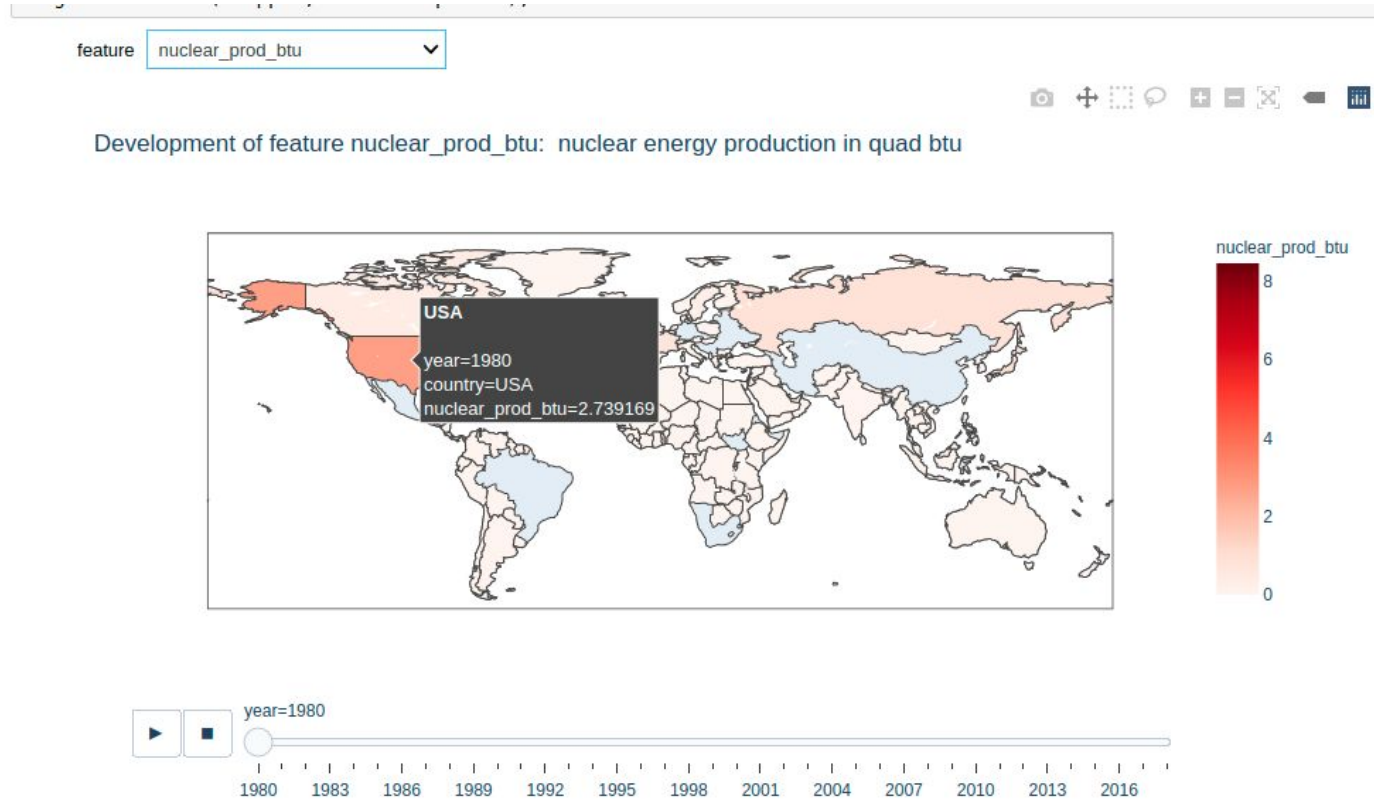 feature nuclear_prod_btu
Development of feature nuclear_prod_btu: nuclear energy production in quad btu
nuclear_prod_btu
8
6
4
2
0
USA
year=1980
country=USA
nuclear_prod_btu=2.739169
year=1980
1980 1983 1986 1989 1992 1995 1998 2001 2004 2007 2010 2013 2016